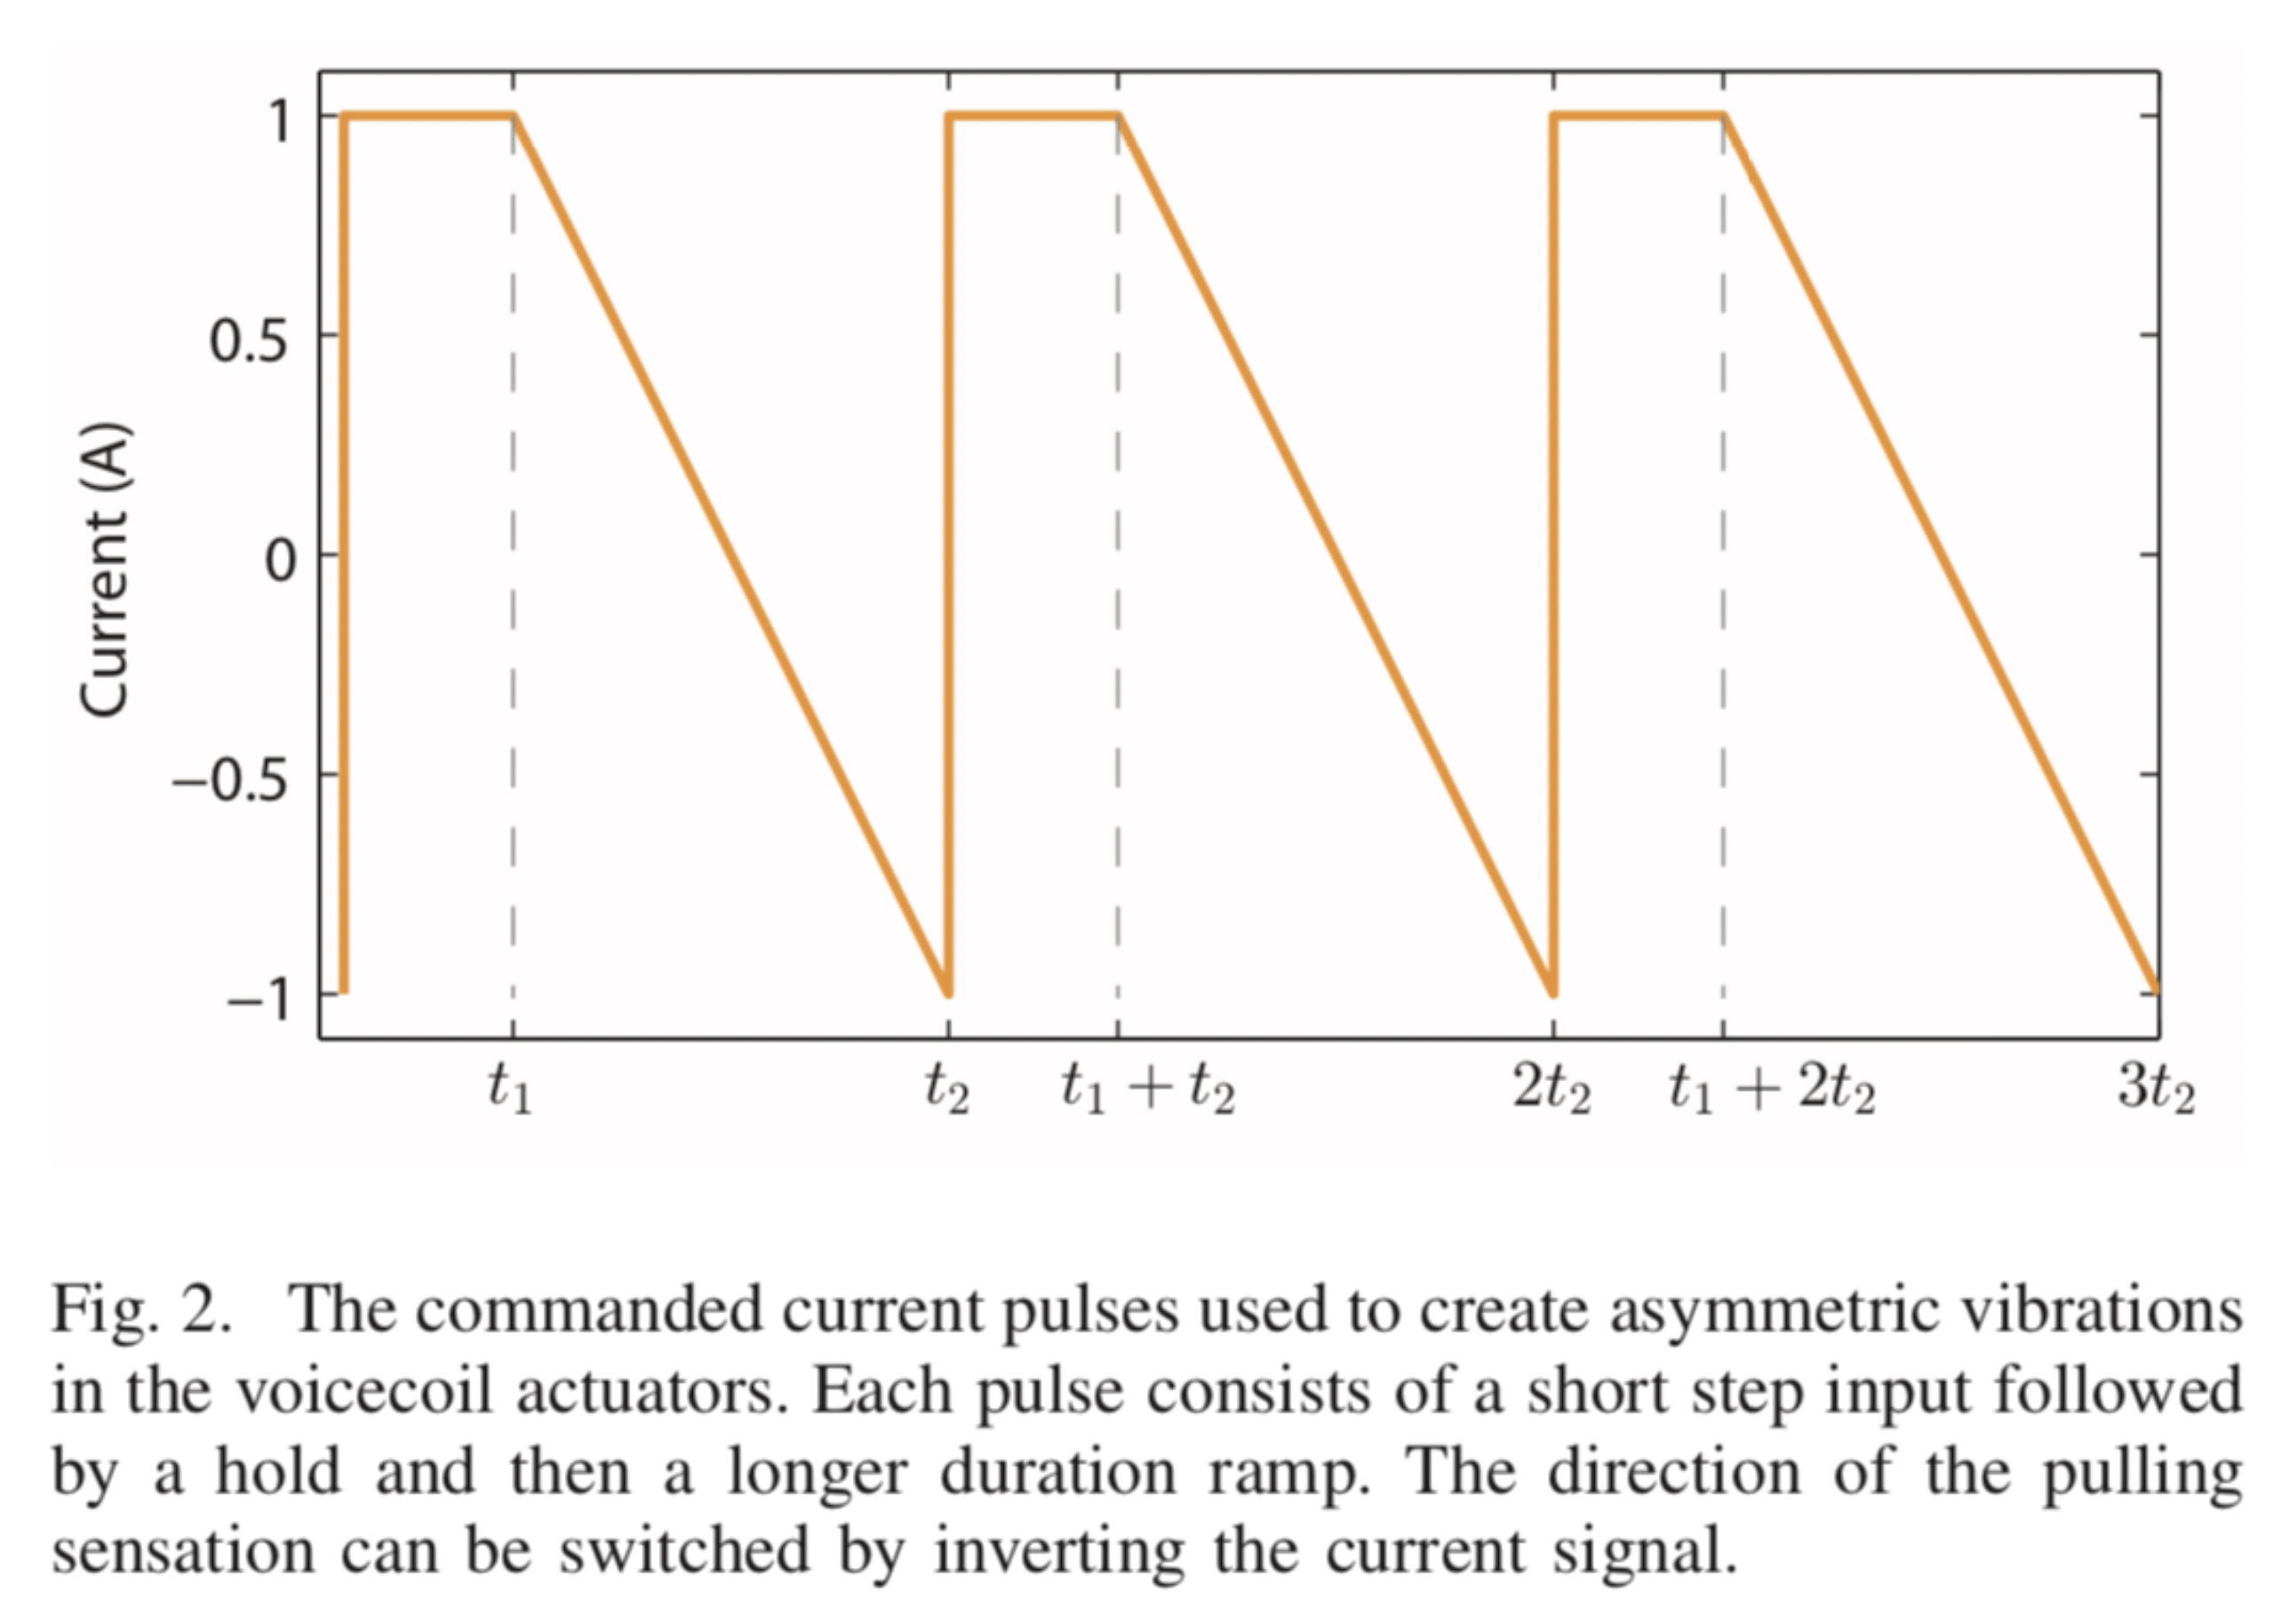 1
0.5
0
−0.5
−1
Current (A)
t₁
t₂
t₁ + t₂
2t₂
t₁ + 2t₂
3t₂
Fig. 2. The commanded current pulses used to create asymmetric vibrations
in the voicecoil actuators. Each pulse consists of a short step input followed
by a hold and then a longer duration ramp. The direction of the pulling
sensation can be switched by inverting the current signal.